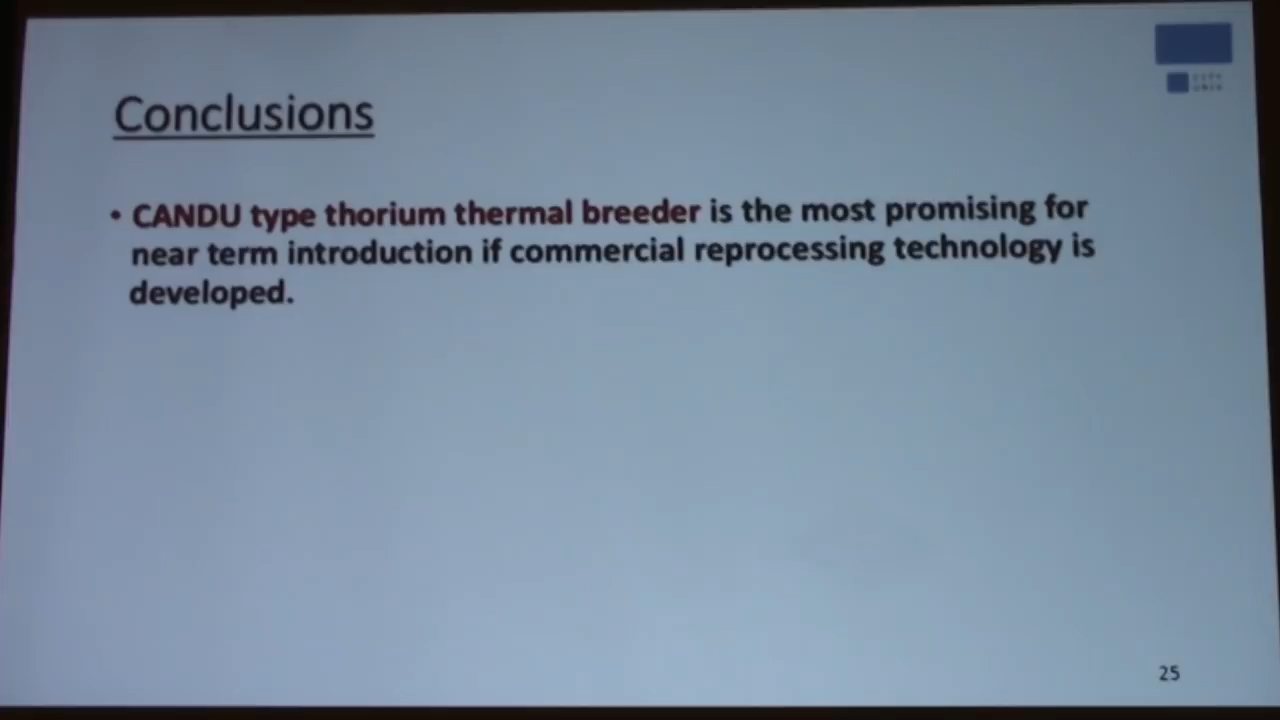 Conclusions
• CANDU type thorium thermal breeder is the most promising for
near term introduction if commercial reprocessing technology is
developed.
25